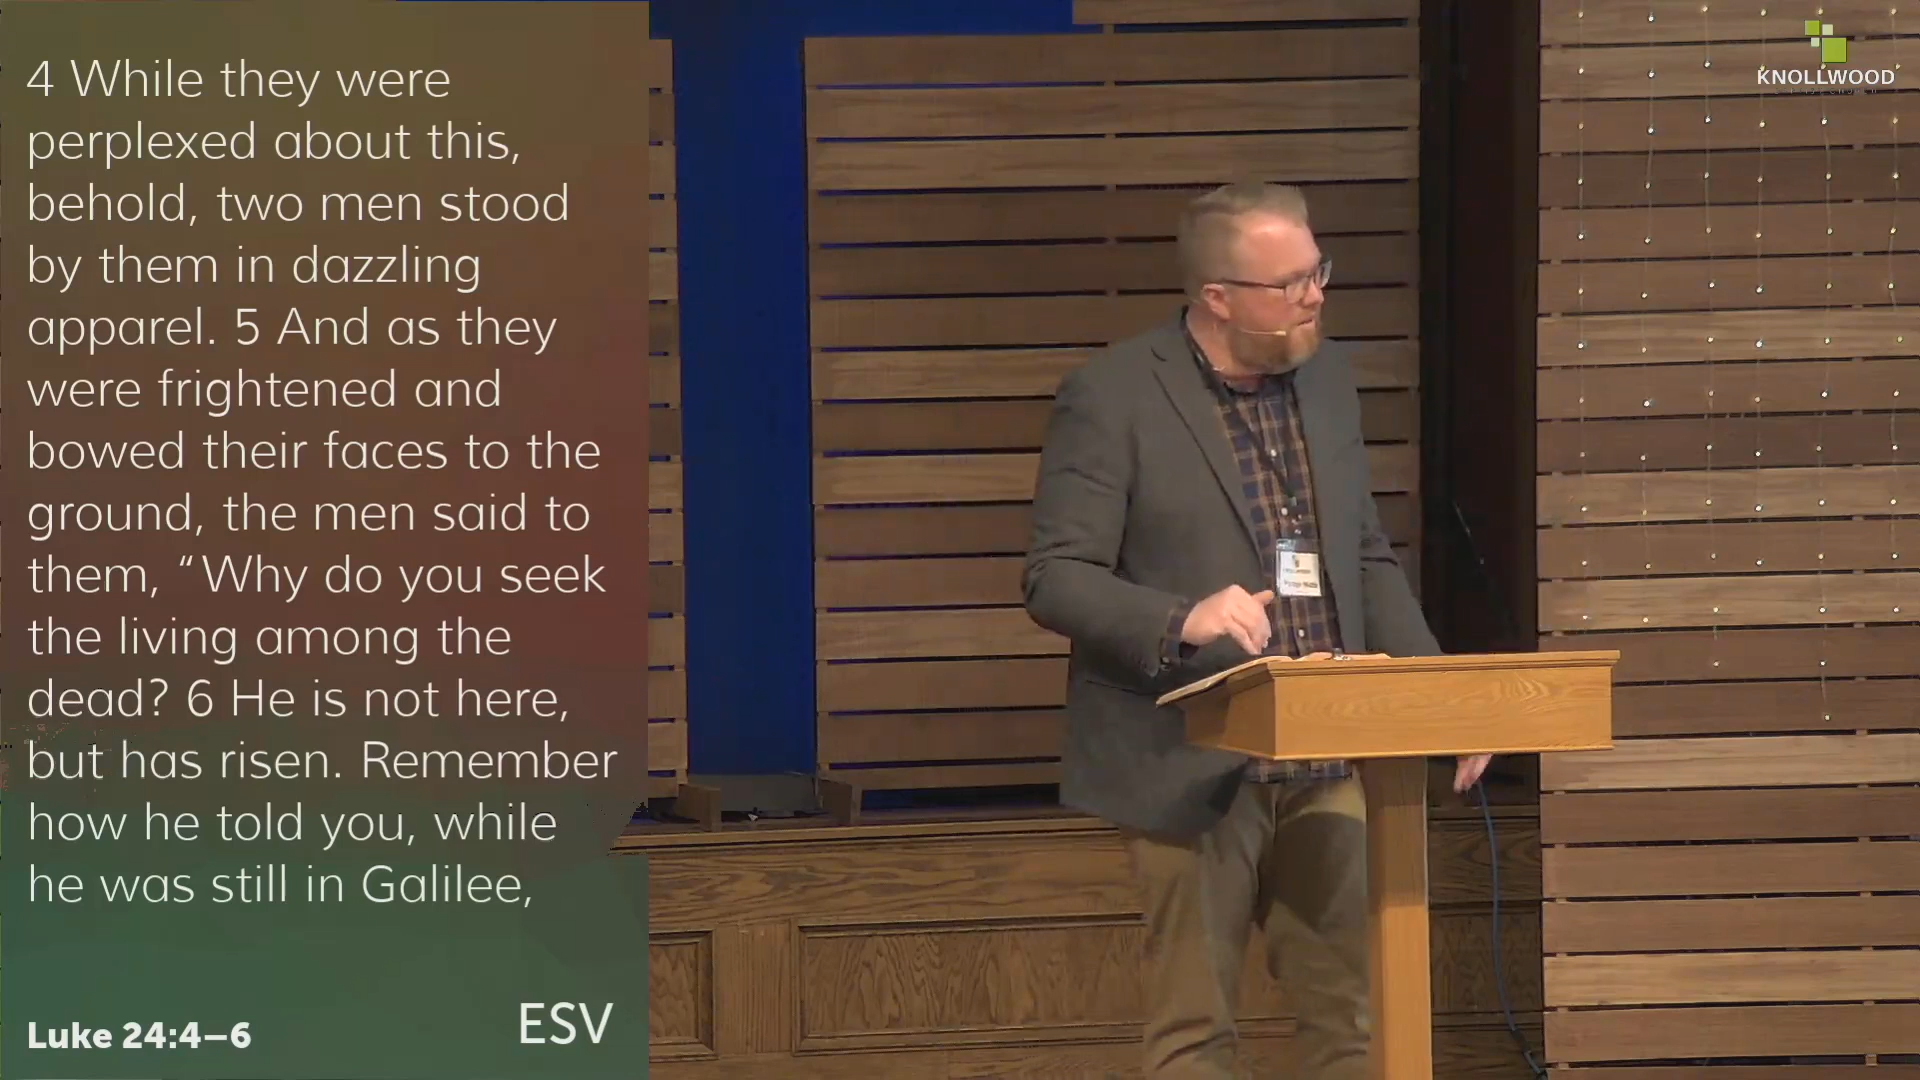 4 While they were
perplexed about this,
behold, two men stood
by them in dazzling
apparel. 5 And as they
were frightened and
bowed their faces to the
ground, the men said to
them, “Why do you seek
the living among the
dead? 6 He is not here,
but has risen. Remember
how he told you, while
he was still in Galilee,
Luke 24:4–6
ESV
KNOLLWOOD